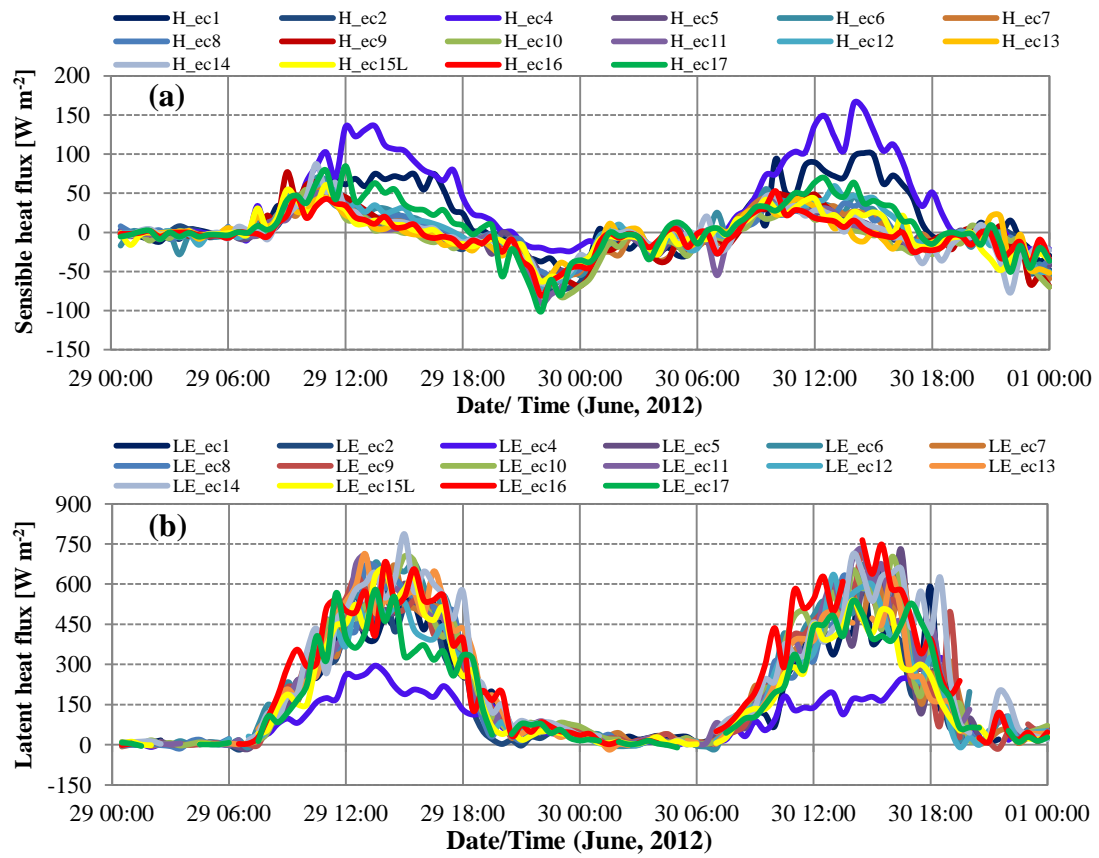 H_ec1 H_ec2 H_ec4 H_ec5 H_ec6 H_ec7
H_ec8 H_ec9 H_ec10 H_ec11 H_ec12 H_ec13
H_ec14 H_ec15L H_ec16 H_ec17
(a)
Sensible heat flux [W m-2]
200
150
100
50
0
-50
-100
-150
29 00:00 29 06:00 29 12:00 29 18:00 30 00:00 30 06:00 30 12:00 30 18:00 01 00:00
Date/ Time (June, 2012)
LE_ec1 LE_ec2 LE_ec4 LE_ec5 LE_ec6 LE_ec7
LE_ec8 LE_ec9 LE_ec10 LE_ec11 LE_ec12 LE_ec13
LE_ec14 LE_ec15L LE_ec16 LE_ec17
(b)
Latent heat flux [W m-2]
900
750
600
450
300
150
0
-150
29 00:00 29 06:00 29 12:00 29 18:00 30 00:00 30 06:00 30 12:00 30 18:00 01 00:00
Date/Time (June, 2012)